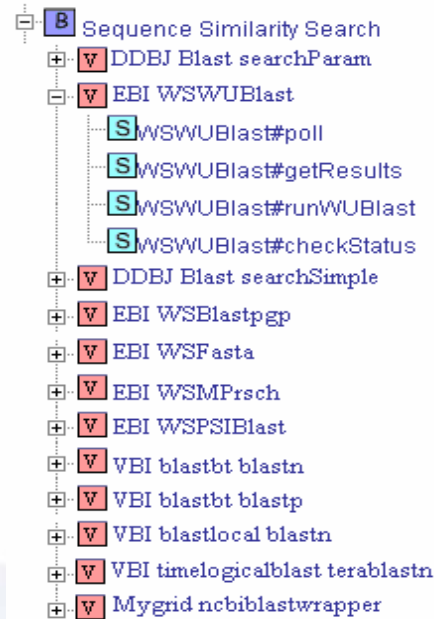 B Sequence Similarity Search
V DDBJ Blast searchParam
V EBI WSWUBlast
S WSWUBlast#poll
S WSWUBlast#getResults
S WSWUBlast#runWUBlast
S WSWUBlast#checkStatus
V DDBJ Blast searchSimple
V EBI WSBlastpgp
V EBI WSFasta
V EBI WSMPrsch
V EBI WSPSIBlast
V VBI blastbt blastn
V VBI blastbt blastp
V VBI blastlocal blastn
V VBI timelogicalblast terablastn
V Mygrid ncbiblastwrapper